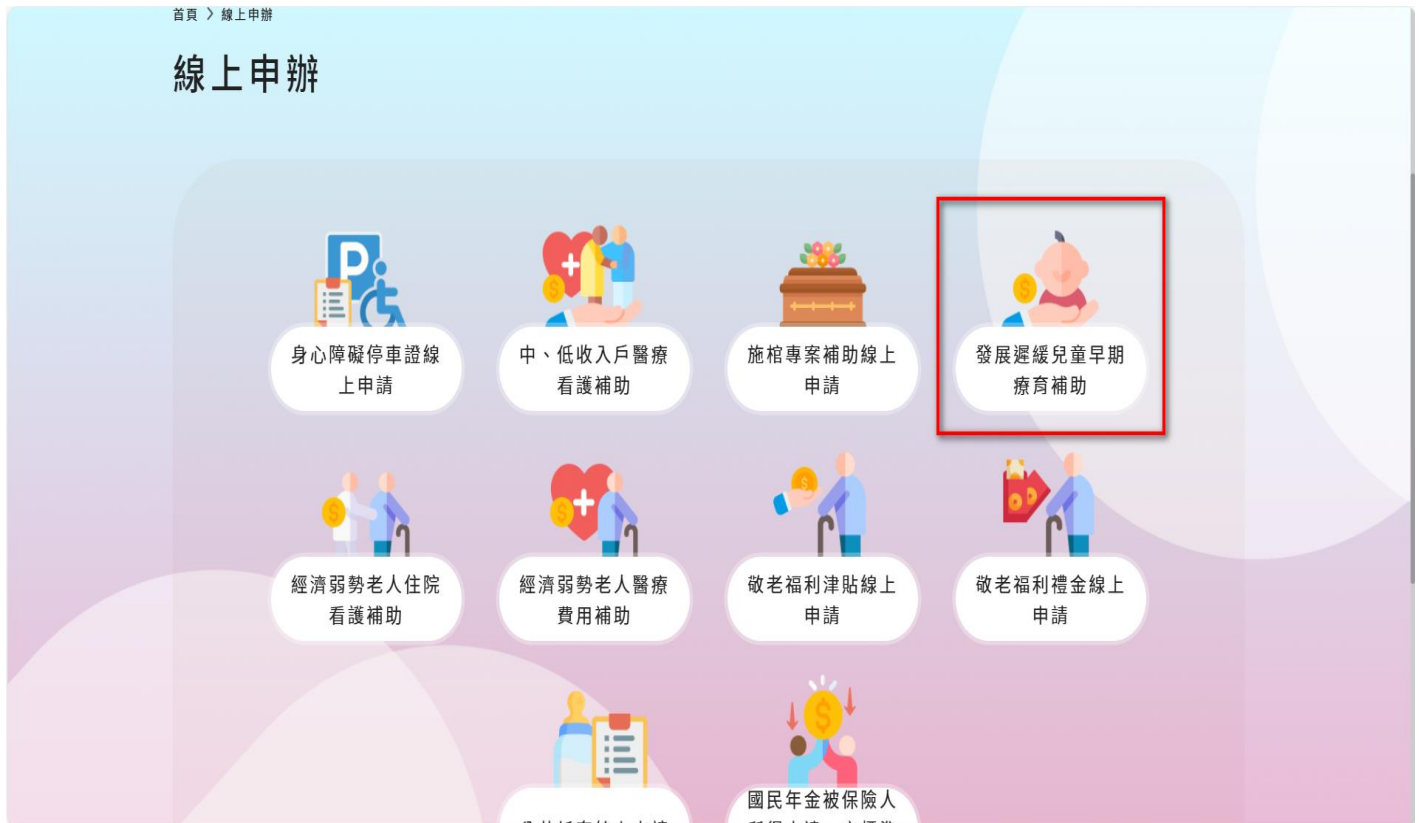 首頁 〉 線上申辦
線上申辦
P
身心障礙停車證線
上申請
中、低收入戶醫療
看護補助
施棺專案補助線上
申請
發展遲緩兒童早期
療育補助
經濟弱勢老人住院
看護補助
經濟弱勢老人醫療
費用補助
敬老福利津貼線上
申請
敬老福利禮金線上
申請
國民年金被保險人